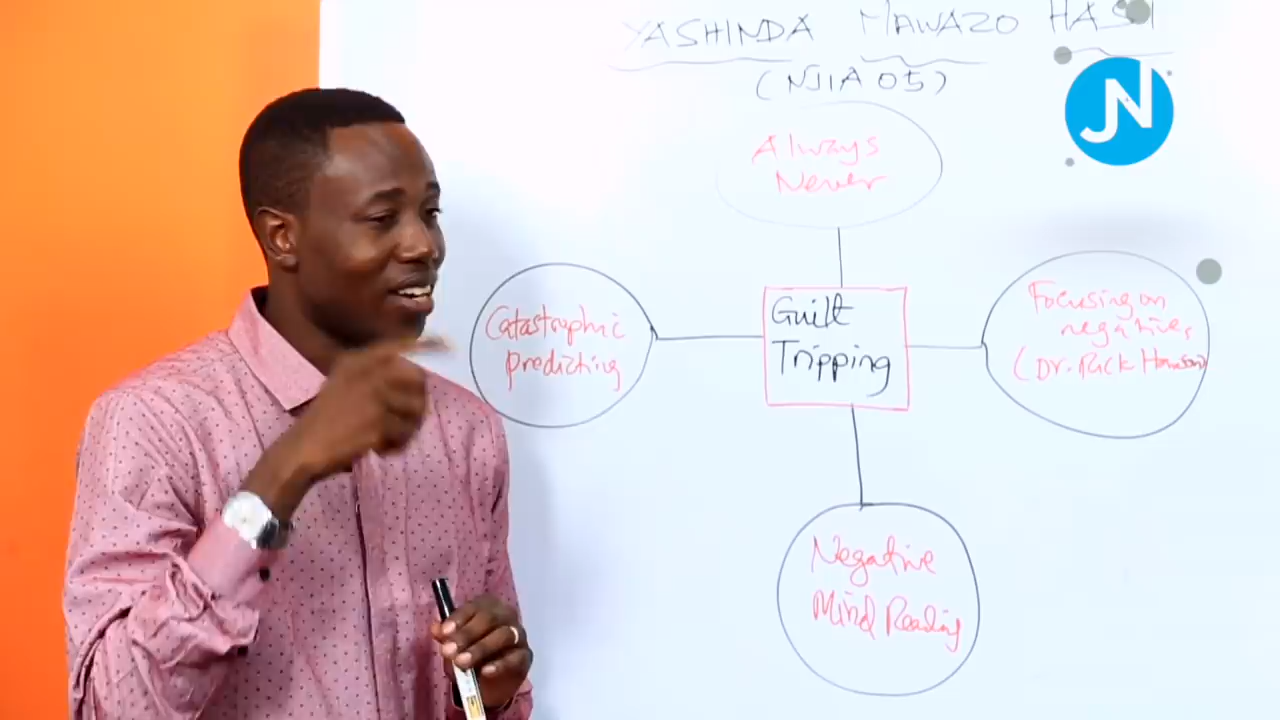 YASHINDA MAWAZO HASI
(NJIA 05)
JN
Always
Never
Catastrophic
predicting
Guilt
Tripping
Focusing on
negatives
(Dr. Rick Hanson
Negative
Mind Reading